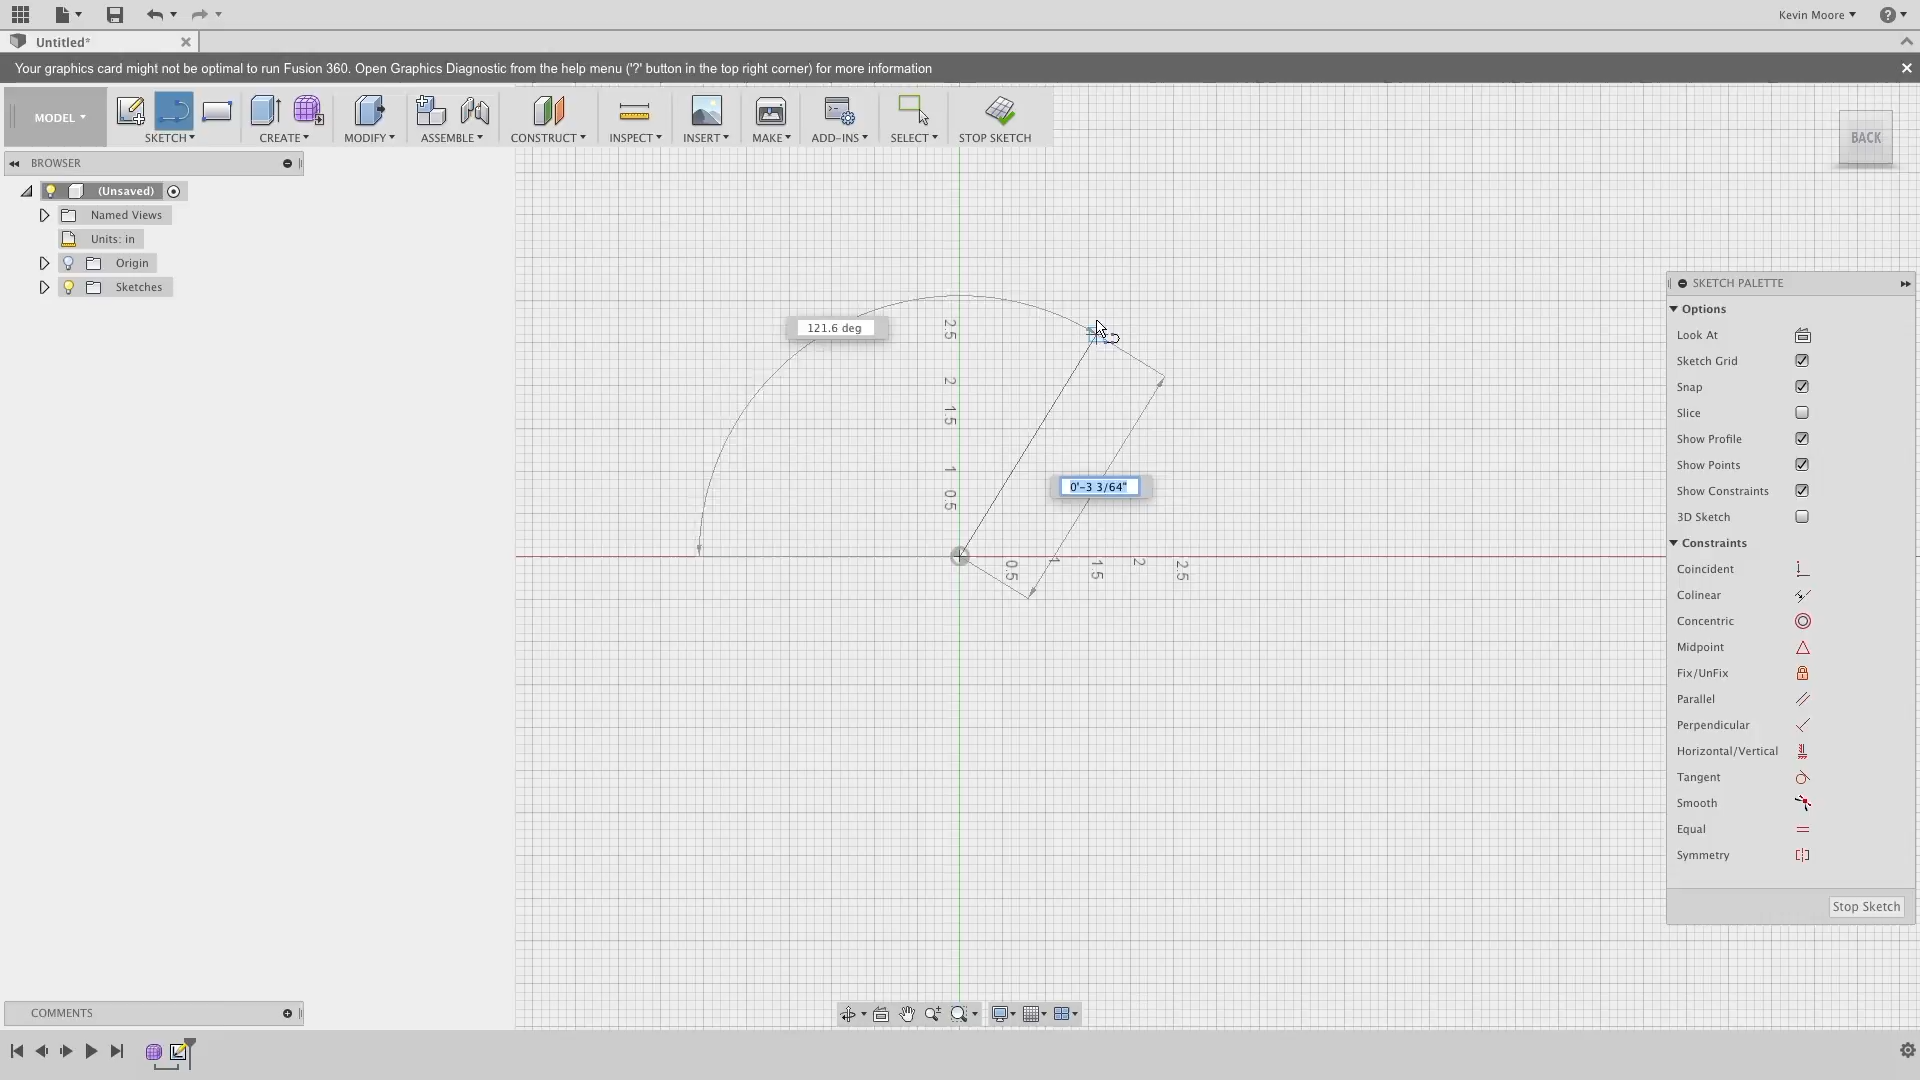 Kevin Moore
Untitled*
Your graphics card might not be optimal to run Fusion 360. Open Graphics Diagnostic from the help menu ('?' button in the top right corner) for more information
MODEL
SKETCH
CREATE
MODIFY
ASSEMBLE
CONSTRUCT
INSPECT
INSERT
MAKE
ADD-INS
SELECT
STOP SKETCH
BACK
BROWSER
(Unsaved)
Named Views
Units: in
Origin
Sketches
121.6 deg
2.5
2
1.5
1
0.5
0'-3 3/64"
0.5
1
1.5
2
2.5
SKETCH PALETTE
Options
Look At
Sketch Grid
Snap
Slice
Show Profile
Show Points
Show Constraints
3D Sketch
Constraints
Coincident
Colinear
Concentric
Midpoint
Fix/UnFix
Parallel
Perpendicular
Horizontal/Vertical
Tangent
Smooth
Equal
Symmetry
Stop Sketch
COMMENTS